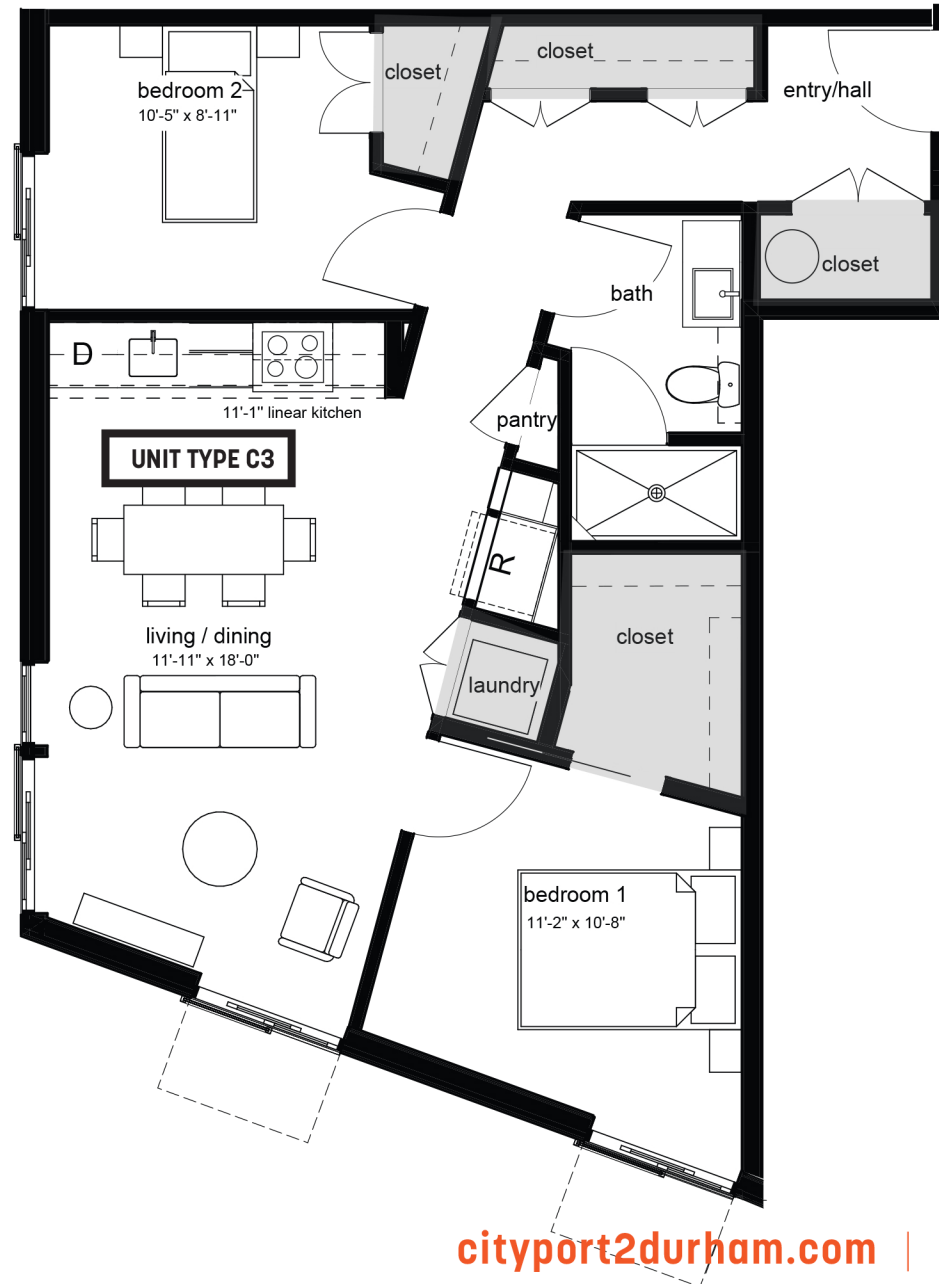 closet
closet
entry/hall
bedroom 2
10'-5" x 8'-11"
closet
bath
D
11'-1" linear kitchen
pantry
UNIT TYPE C3
R
living / dining
11'-11" x 18'-0"
closet
laundry
bedroom 1
11'-2" x 10'-8"
cityport2durham.com